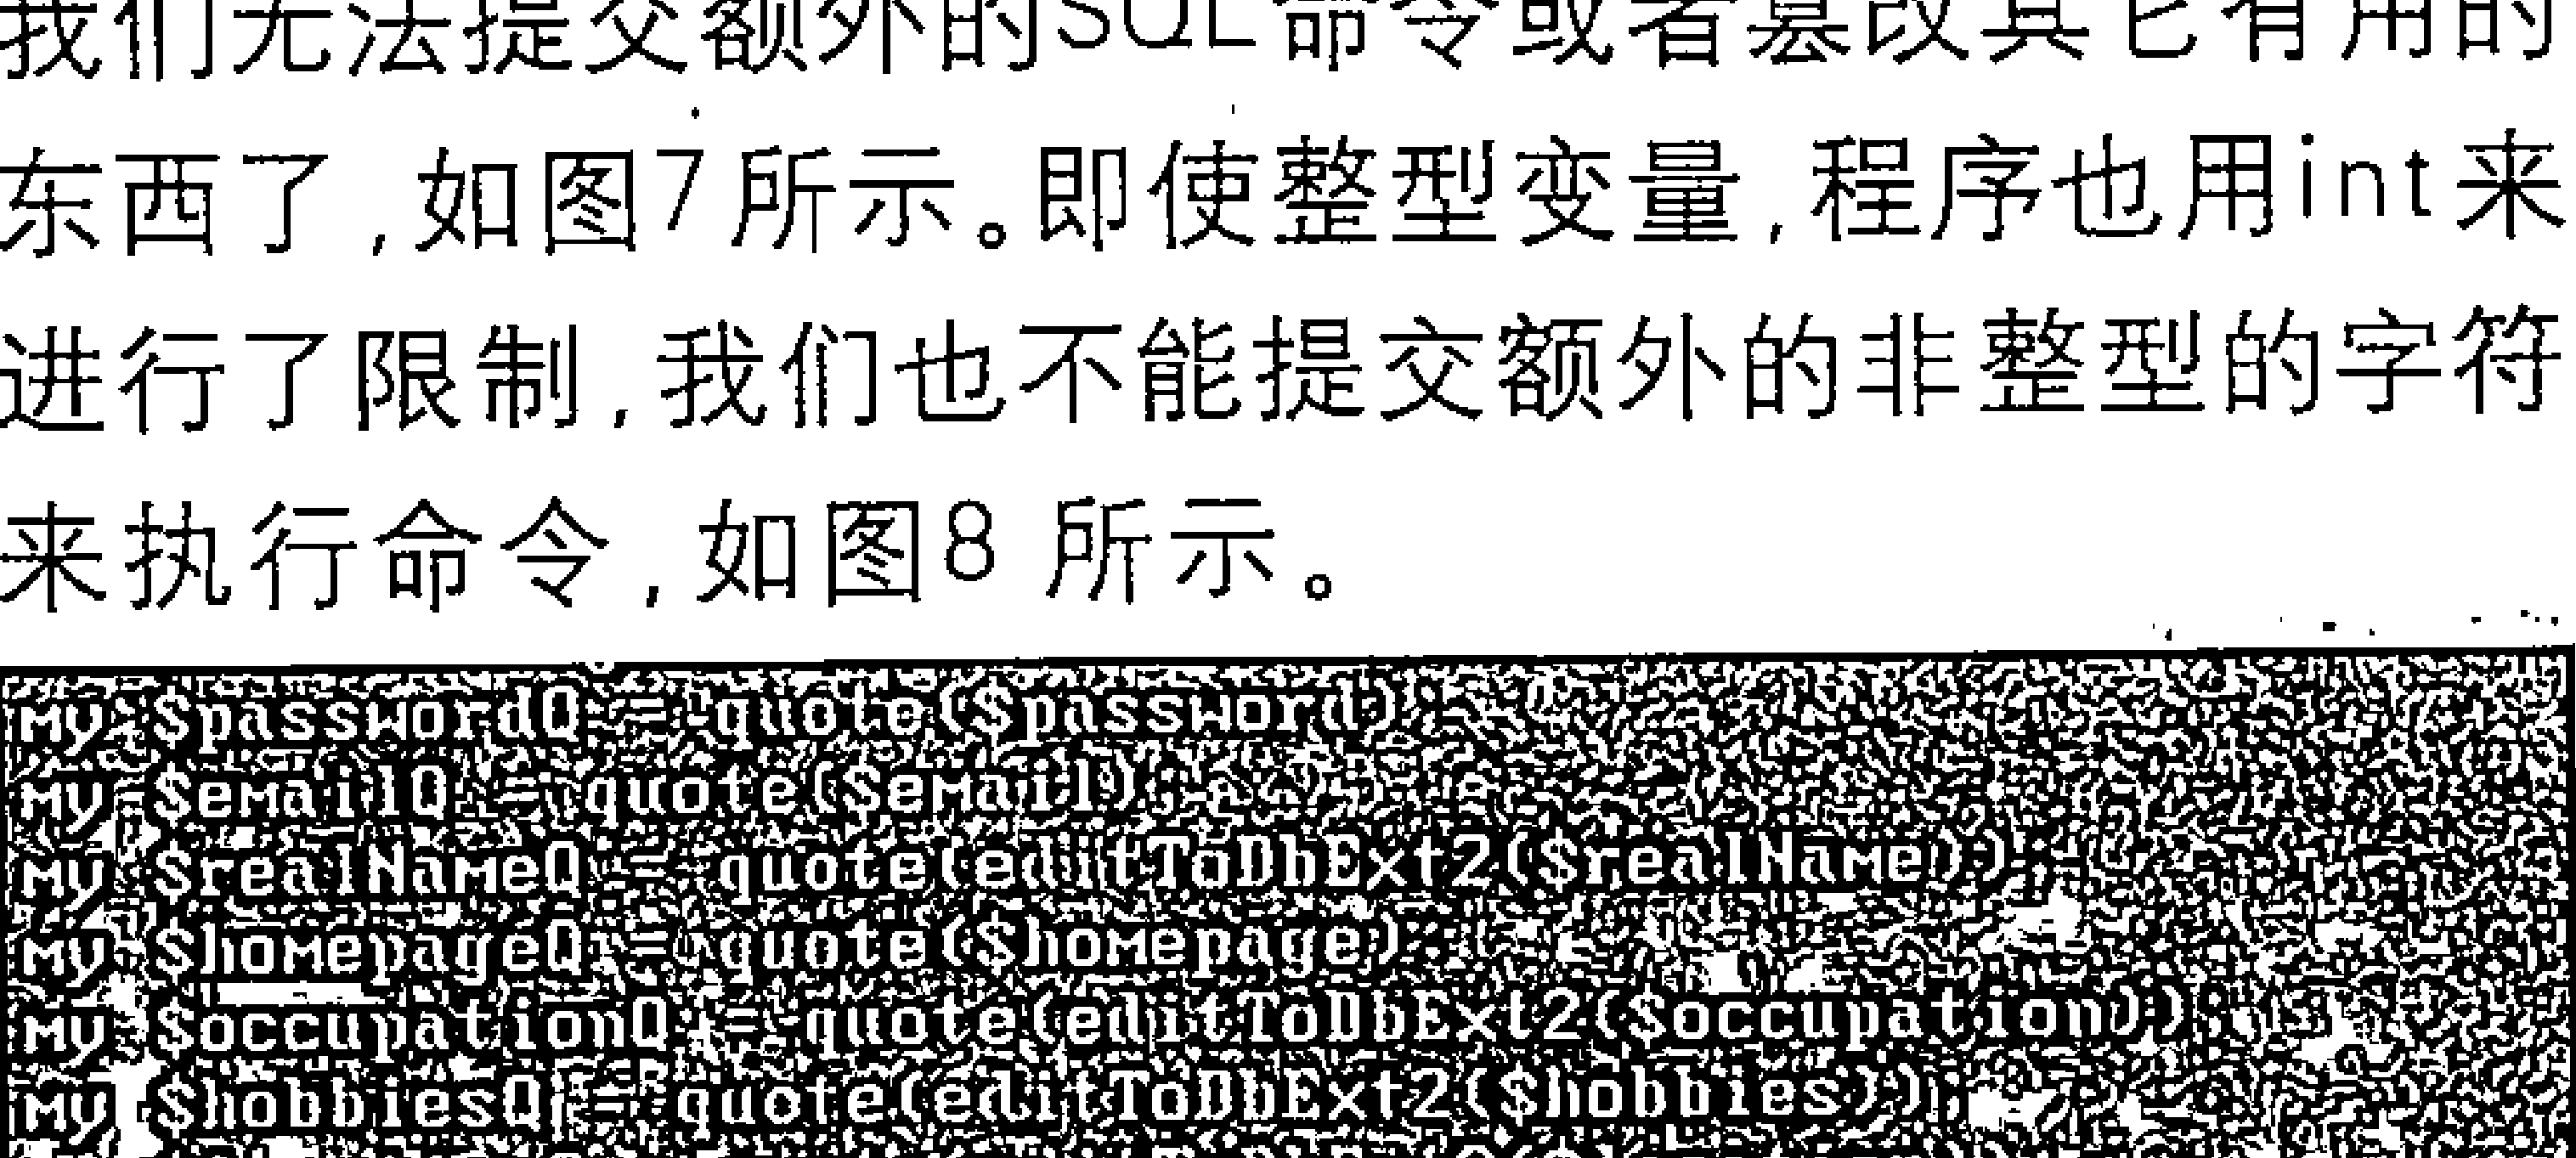 我们无法提交额外的SQL命令或者篡改其它有用的
东西了,如图7所示。即使整型变量,程序也用int来
进行了限制,我们也不能提交额外的非整型的字符
来执行命令,如图8 所示。
my $passwordQ = quote($password);
my $emailQ = quote($email);
my $realNameQ = quote(editToDbExt2($realName));
my $homepageQ = quote($homepage);
my $occupationQ = quote(editToDbExt2($occupation));
my $hobbiesQ = quote(editToDbExt2($hobbies));